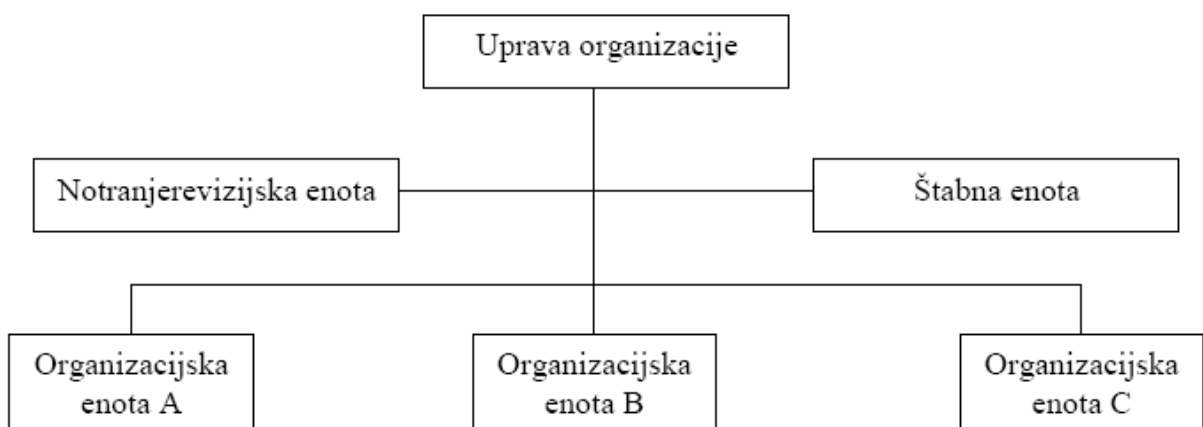 Uprava organizacije
Notranjerevizijska enota
Štabna enota
Organizacijska
enota A
Organizacijska
enota B
Organizacijska
enota C